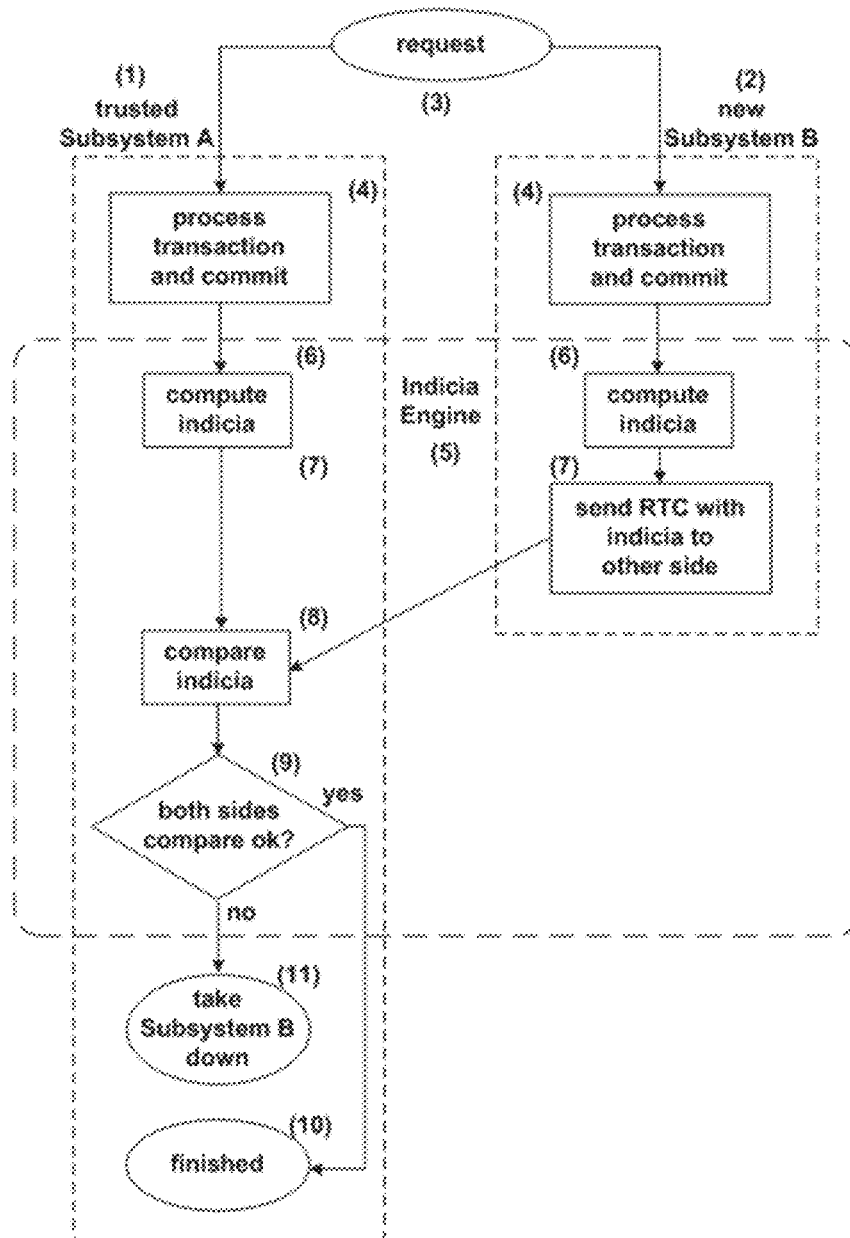 request
(3)
(1)
trusted
Subsystem A
(2)
new
Subsystem B
(4)
process
transaction
and commit
(4)
process
transaction
and commit
(6)
compute
indicia
(7)
Indicia
Engine
(5)
(6)
compute
indicia
(7)
send RTC with
indicia to
other side
(8)
compare
indicia
(9)
both sides
compare ok?
yes
no
(11)
take
Subsystem B
down
(10)
finished